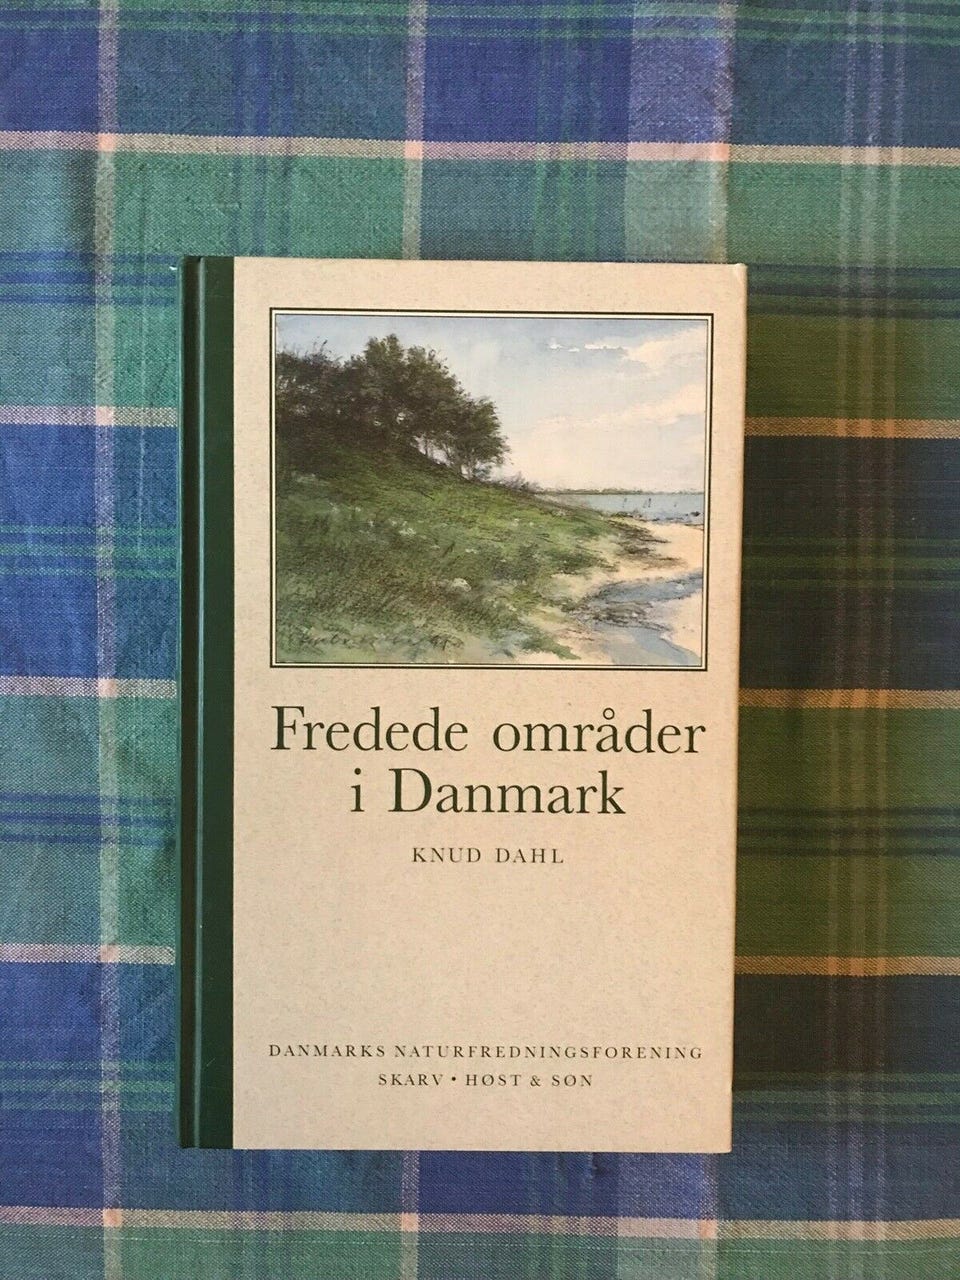 Fredede områder
i Danmark
KNUD DAHL
DANMARKS NATURFREDNINGSFORENING
SKARV • HØST & SØN